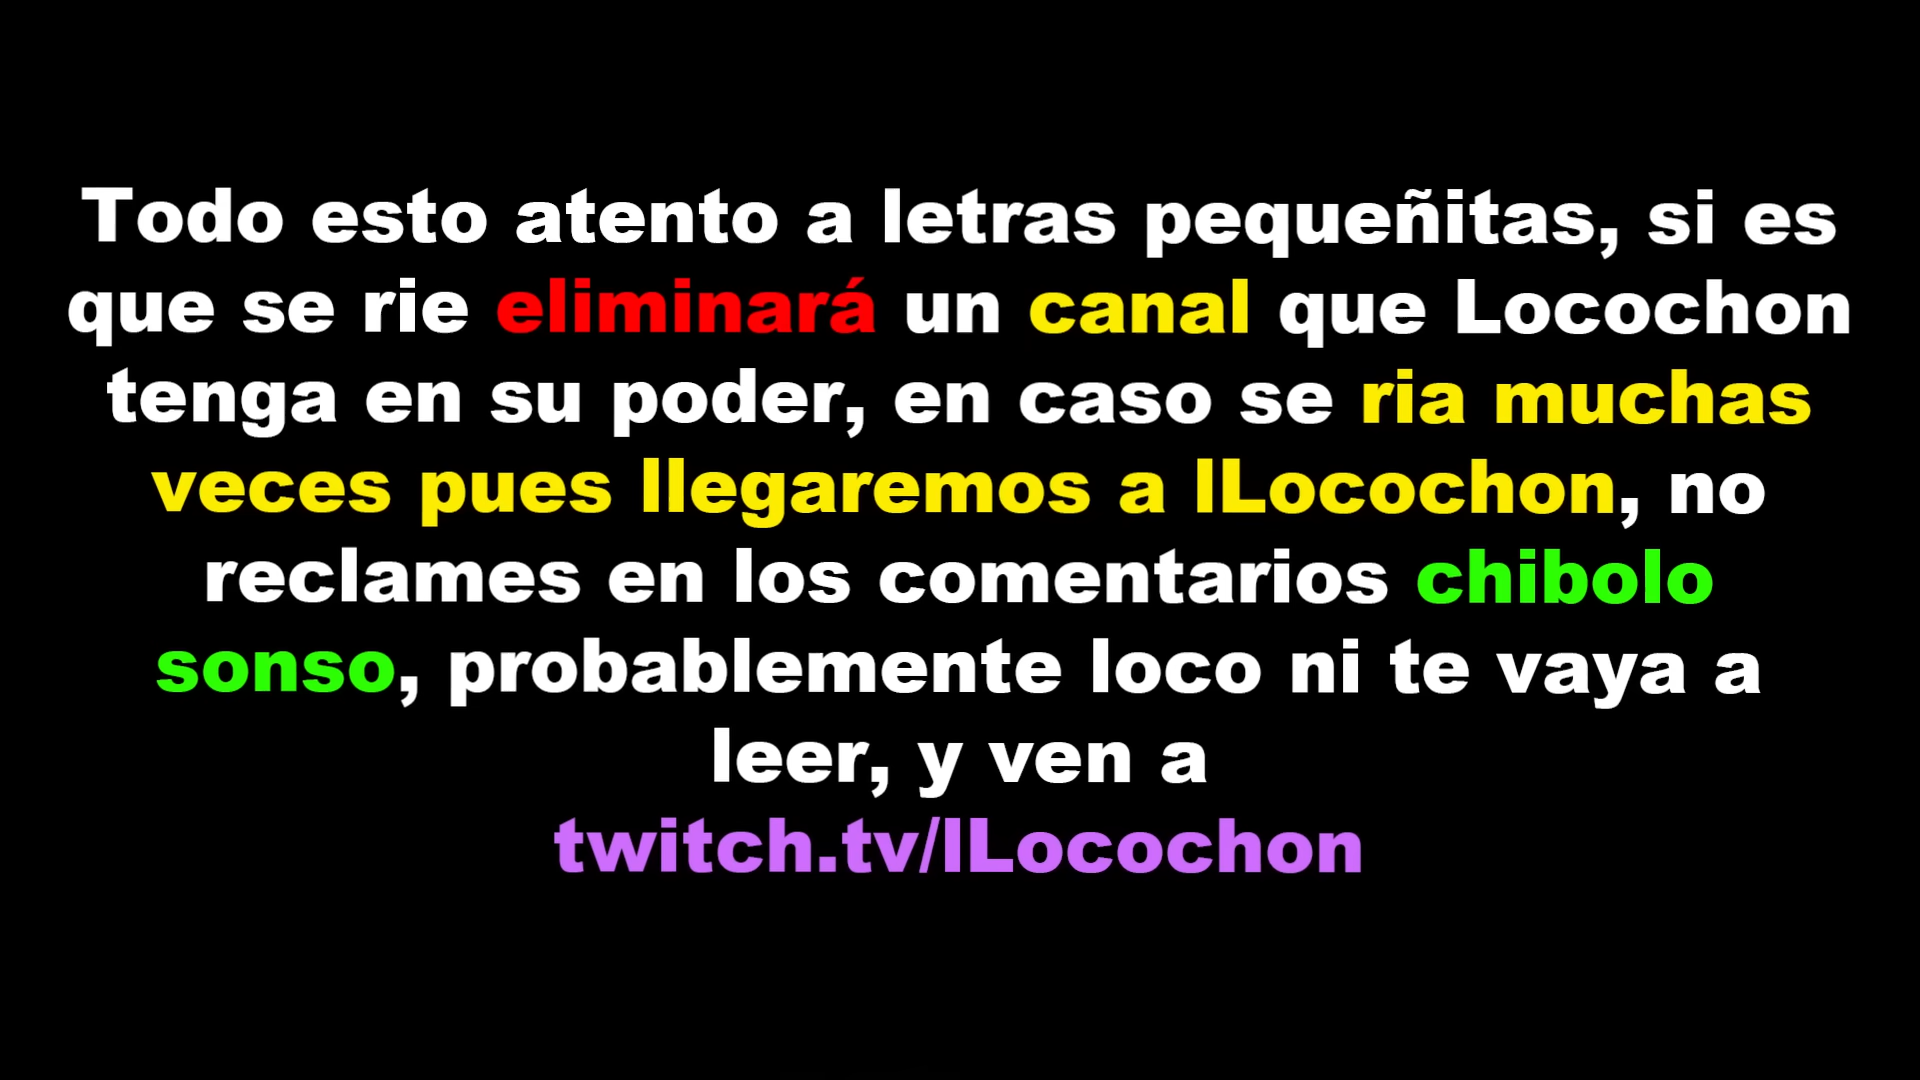 Todo esto atento a letras pequeñitas, si es
que se rie eliminará un canal que Locochon
tenga en su poder, en caso se ria muchas
veces pues llegaremos a lLocochon, no
reclames en los comentarios chibolo
sonso, probablemente loco ni te vaya a
leer, y ven a
twitch.tv/lLocochon